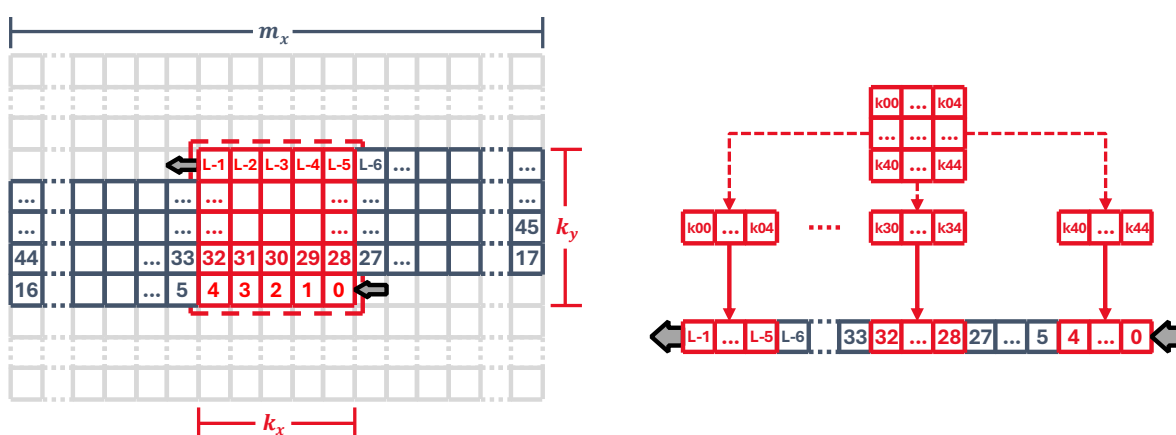 m_x
L-1 L-2 L-3 L-4 L-5 L-6 ... ...
... ... ... ...
... ... ... 45
44 ... 33 32 31 30 29 28 27 ... 17
16 ... 5 4 3 2 1 0
k_y
k_x
k00 ... k04
... ... ...
k40 ... k44
k00 ... k04 k30 ... k34 k40 ... k44
L-1 ... L-5 L-6 33 32 ... 28 27 ... 5 4 ... 0